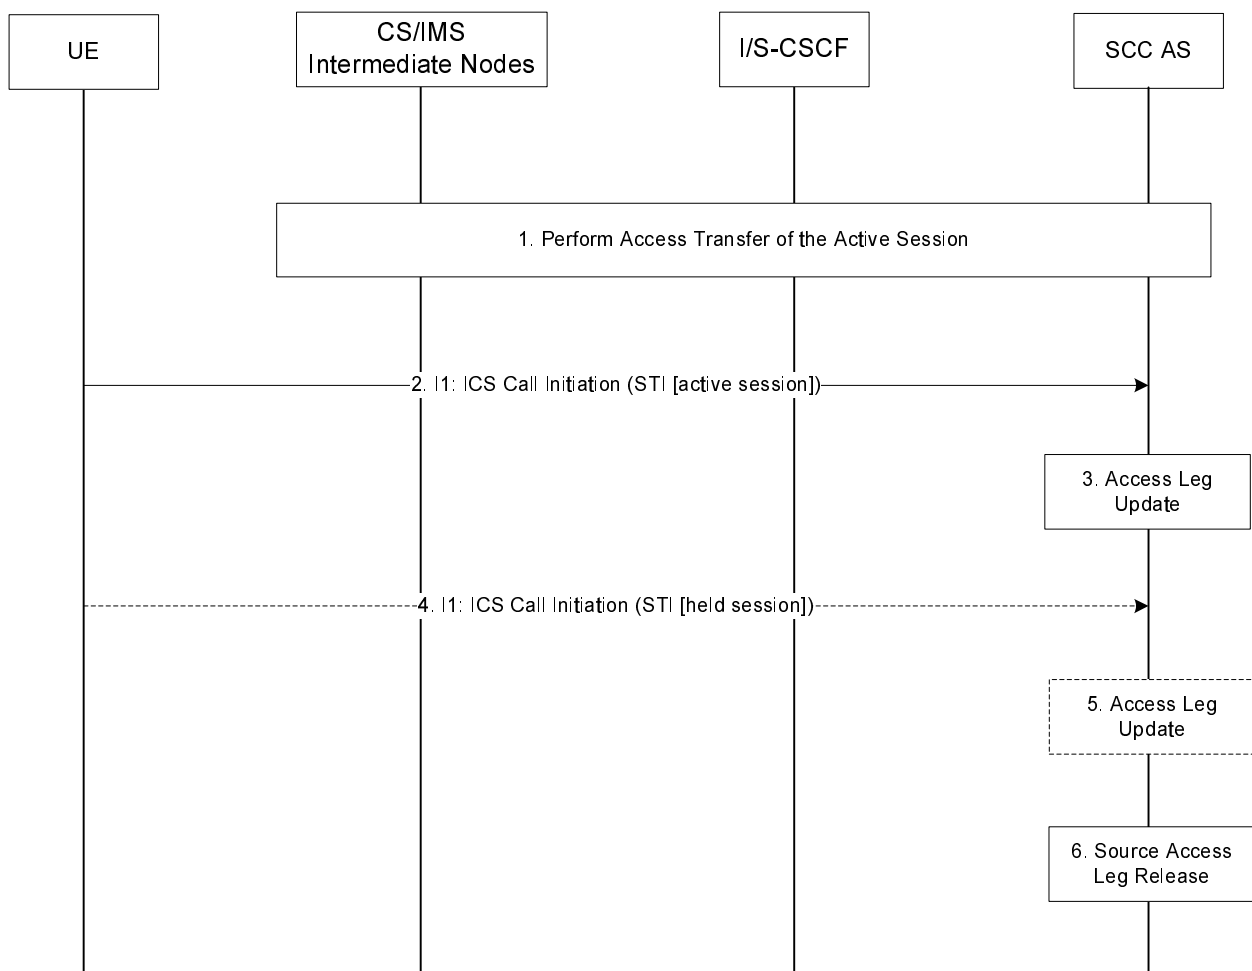 UE
CS/IMS
Intermediate Nodes
I/S-CSCF
SCC AS
1. Perform Access Transfer of the Active Session
2. I1: ICS Call Initiation (STI [active session])
3. Access Leg
Update
4. I1: ICS Call Initiation (STI [held session])
5. Access Leg
Update
6. Source Access
Leg Release